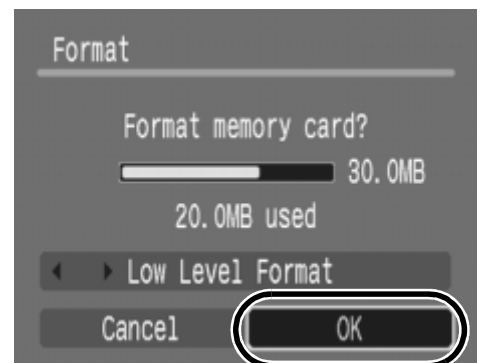 Format
Format memory card?
30.0MB
20.0MB used
Low Level Format
Cancel OK